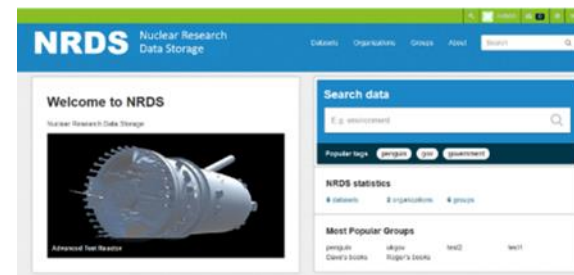 NRDS
Nuclear Research
Data Storage
Datasets Organizations Groups About Search
Welcome to NRDS
Nuclear Research Data Storage
Advanced Test Reactor
Search data
E.g. environment
Popular tags penguin gov government
NRDS statistics
6 datasets 2 organizations 6 groups
Most Popular Groups
penguin ukgov test2 test1
Dave's books Roger's books